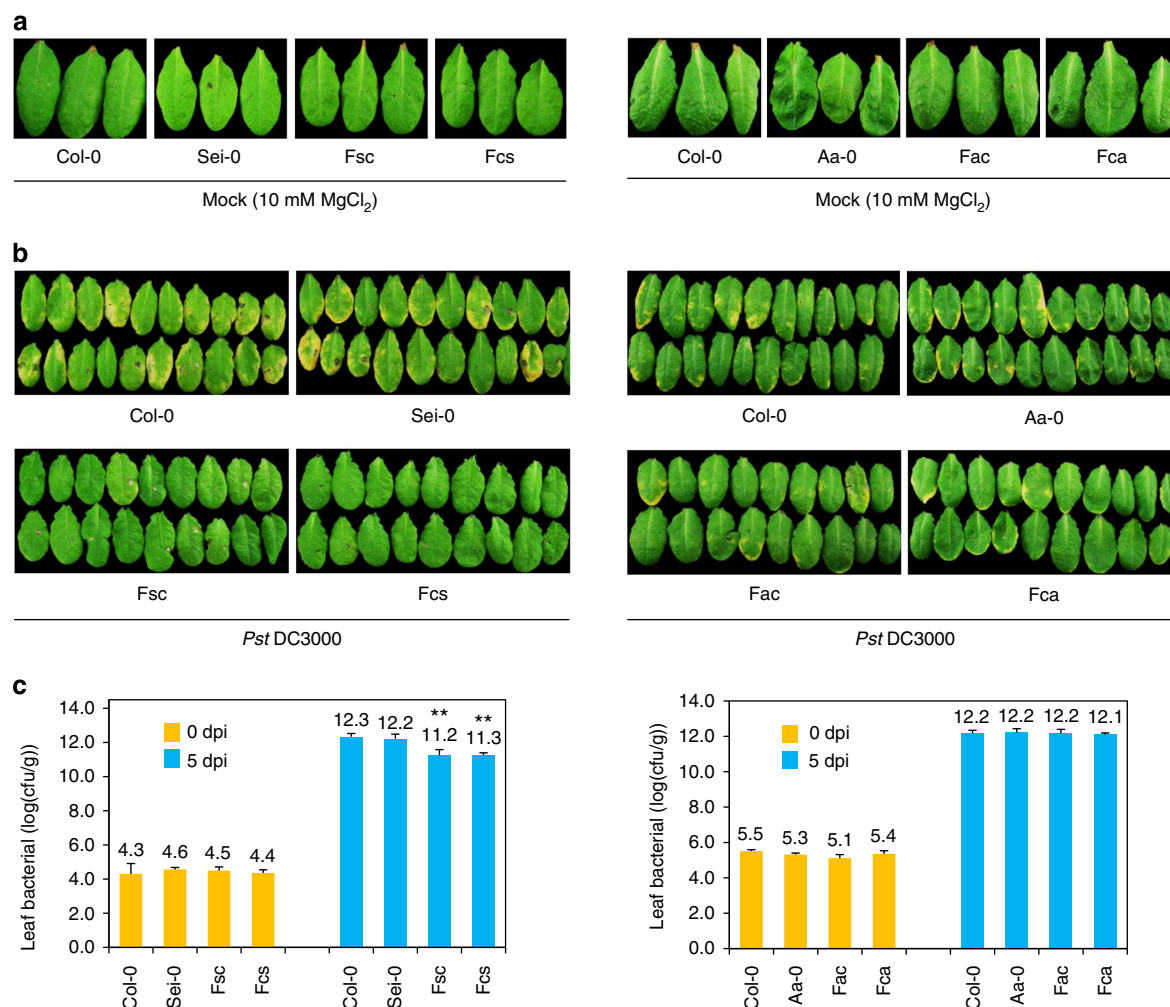 a
Col-0 Sei-0 Fsc Fcs
Mock (10 mM MgCl₂)
Col-0 Aa-0 Fac Fca
Mock (10 mM MgCl₂)
b
Col-0 Sei-0
Fsc Fcs
Pst DC3000
Col-0 Aa-0
Fac Fca
Pst DC3000
c
Leaf bacterial (log(cfu/g))
14.0
12.0
10.0
8.0
6.0
4.0
2.0
0.0
0 dpi
5 dpi
4.3 4.6 4.5 4.4
** **
12.3 12.2 11.2 11.3
Col-0 Sei-0 Fsc Fcs Col-0 Sei-0 Fsc Fcs
Leaf bacterial (log(cfu/g))
14.0
12.0
10.0
8.0
6.0
4.0
2.0
0.0
0 dpi
5 dpi
5.5 5.3 5.1 5.4
12.2 12.2 12.2 12.1
Col-0 Aa-0 Fac Fca Col-0 Aa-0 Fac Fca